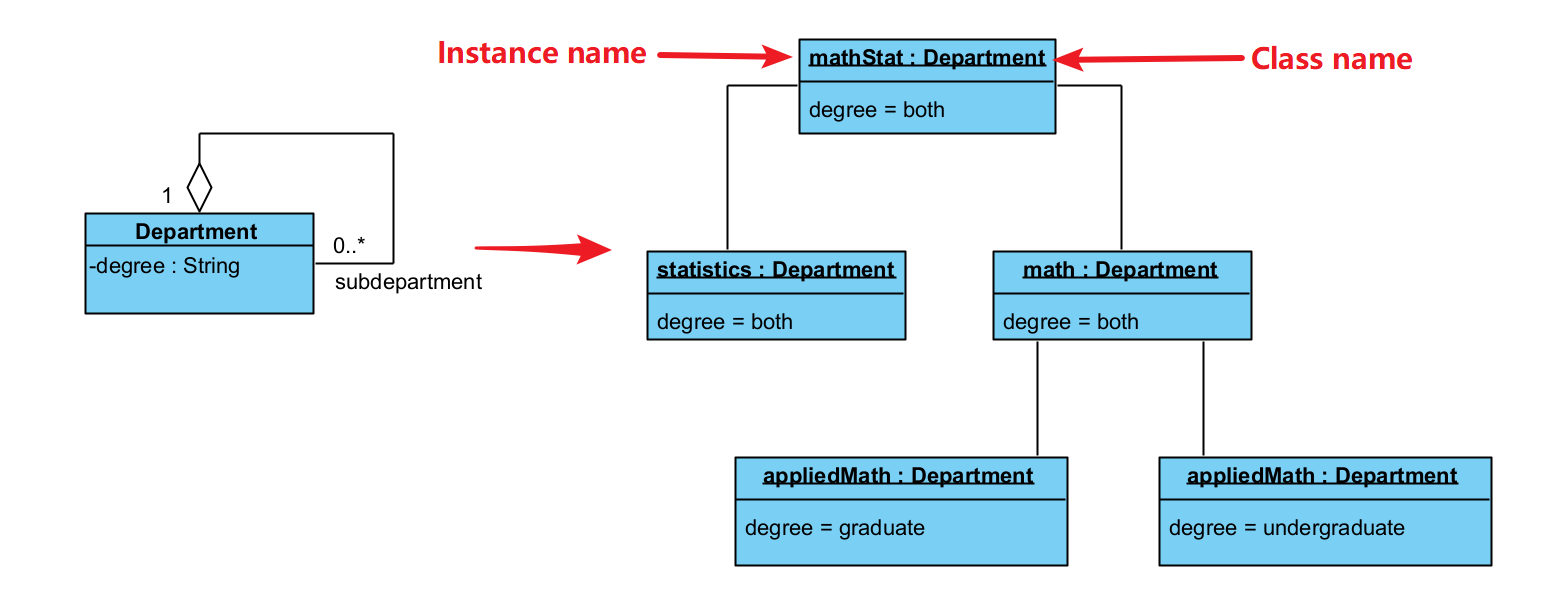 Instance name
mathStat : Department
Class name
degree = both
1
Department
-degree : String
0..*
subdepartment
statistics : Department
degree = both
math : Department
degree = both
appliedMath : Department
degree = graduate
appliedMath : Department
degree = undergraduate